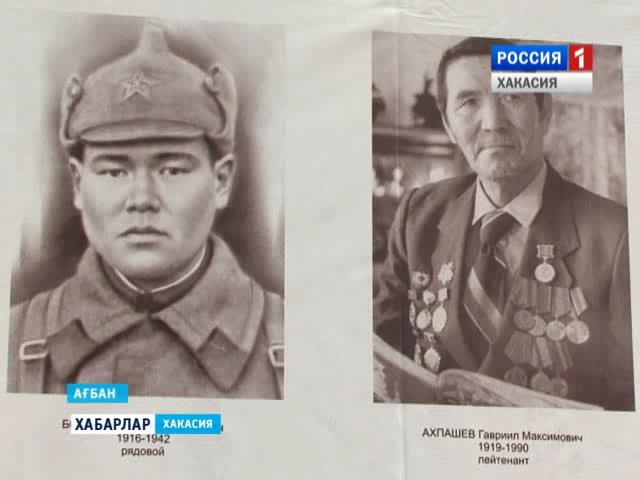 РОССИЯ 1
ХАКАСИЯ
АҒБАН
ХАБАРЛАР ХАКАСИЯ
1916-1942
рядовой
АХПАШЕВ Гавриил Максимович
1919-1990
лейтенант